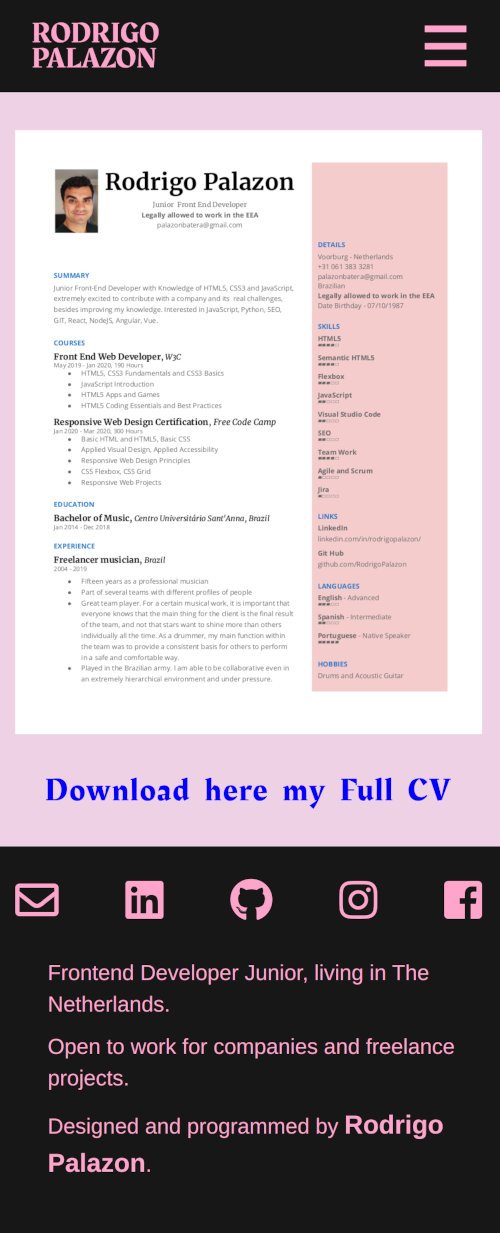 RODRIGO
PALAZON
Rodrigo Palazon
Junior Front End Developer
Legally allowed to work in the EEA
palazonbatera@gmail.com
SUMMARY
Junior Front-End Developer with Knowledge of HTML5, CSS3 and JavaScript,
extremely excited to contribute with a company and its real challenges,
besides improving my knowledge. Interested in JavaScript, Python, SEO,
GIT, React, NodeJS, Angular, Vue.
COURSES
Front End Web Developer, W3C
May 2019 - Jan 2020, 190 Hours
● HTML5, CSS3 Fundamentals and CSS3 Basics
● JavaScript Introduction
● HTML5 Apps and Games
● HTML5 Coding Essentials and Best Practices
Responsive Web Design Certification, Free Code Camp
Jan 2020 - Mar 2020, 300 Hours
● Basic HTML and HTML5, Basic CSS
● Applied Visual Design, Applied Accessibility
● Responsive Web Design Principles
● CSS Flexbox, CSS Grid
● Responsive Web Projects
EDUCATION
Bachelor of Music, Centro Universitário Sant'Anna, Brazil
Jan 2014 - Dec 2018
EXPERIENCE
Freelancer musician, Brazil
2004 - 2019
● Fifteen years as a professional musician
● Part of several teams with different profiles of people
● Great team player. For a certain musical work, it is important that
everyone knows that the main thing for the client is the final result
of the team, and not that stars want to shine more than others
individually all the time. As a drummer, my main function within
the team was to provide a consistent basis for others to perform
in a safe and comfortable way.
● Played in the Brazilian army. I am able to be collaborative even in
an extremely hierarchical environment and under pressure.
DETAILS
Voorburg - Netherlands
+31 061 383 3281
palazonbatera@gmail.com
Brazilian
Legally allowed to work in the EEA
Date Birthday - 07/10/1987
SKILLS
HTML5
Semantic HTML5
Flexbox
JavaScript
Visual Studio Code
SEO
Team Work
Agile and Scrum
Jira
LINKS
LinkedIn
linkedin.com/in/rodrigopalazon/
Git Hub
github.com/RodrigoPalazon
LANGUAGES
English - Advanced
Spanish - Intermediate
Portuguese - Native Speaker
HOBBIES
Drums and Acoustic Guitar
Download here my Full CV
Frontend Developer Junior, living in The
Netherlands.
Open to work for companies and freelance
projects.
Designed and programmed by Rodrigo
Palazon.